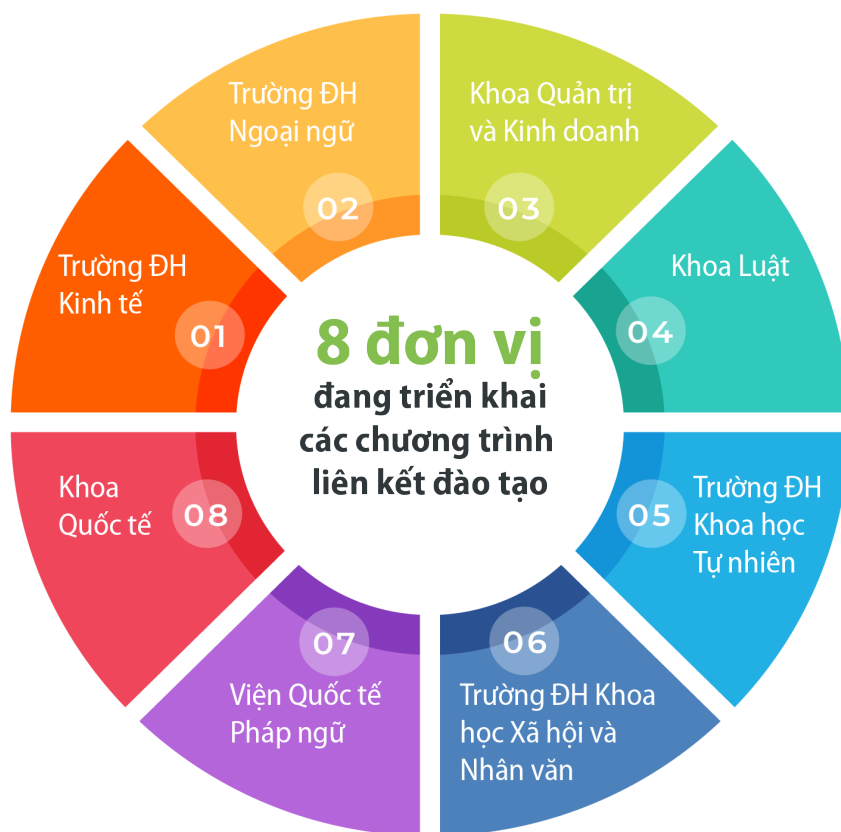 8 đơn vị
đang triển khai
các chương trình
liên kết đào tạo
01
Trường ĐH
Kinh tế
02
Trường ĐH
Ngoại ngữ
03
Khoa Quản trị
và Kinh doanh
04
Khoa Luật
05
Trường ĐH
Khoa học
Tự nhiên
06
Trường ĐH Khoa
học Xã hội và
Nhân văn
07
Viện Quốc tế
Pháp ngữ
08
Khoa
Quốc tế